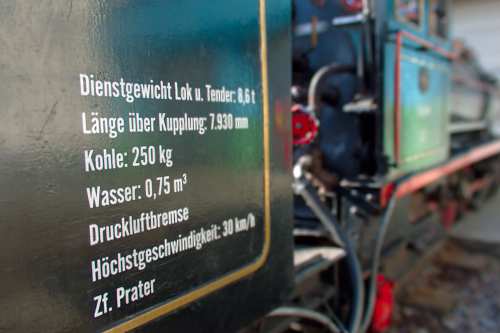 Dienstgewicht Lok u. Tender: 8,6 t
Länge über Kupplung: 7.930 mm
Kohle: 250 kg
Wasser: 0,75 m³
Druckluftbremse
Höchstgeschwindigkeit: 30 km/h
Zf. Prater